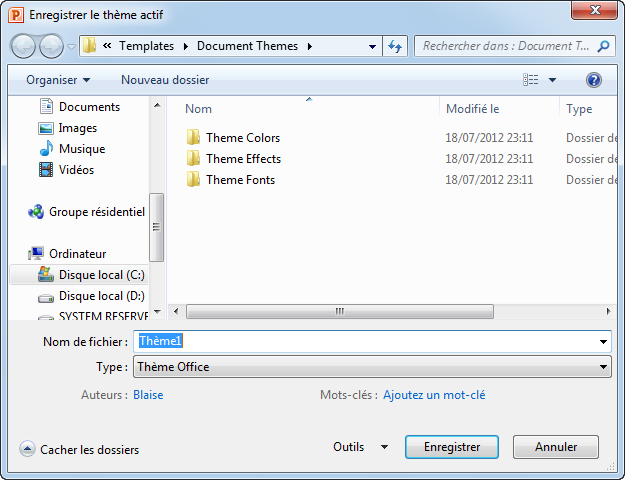 Enregistrer le thème actif
« Templates Document Themes
Rechercher dans : Document T...
Organiser Nouveau dossier
Nom Modifié le Type
Documents
Images
Musique
Vidéos
Groupe résidentiel
Ordinateur
Disque local (C:)
Disque local (D:)
SYSTEM RESERVE
Theme Colors 18/07/2012 23:11 Dossier de
Theme Effects 18/07/2012 23:11 Dossier de
Theme Fonts 18/07/2012 23:11 Dossier de
Nom de fichier : Thème1
Type : Thème Office
Auteurs : Blaise Mots-clés : Ajoutez un mot-clé
Cacher les dossiers Outils Enregistrer Annuler